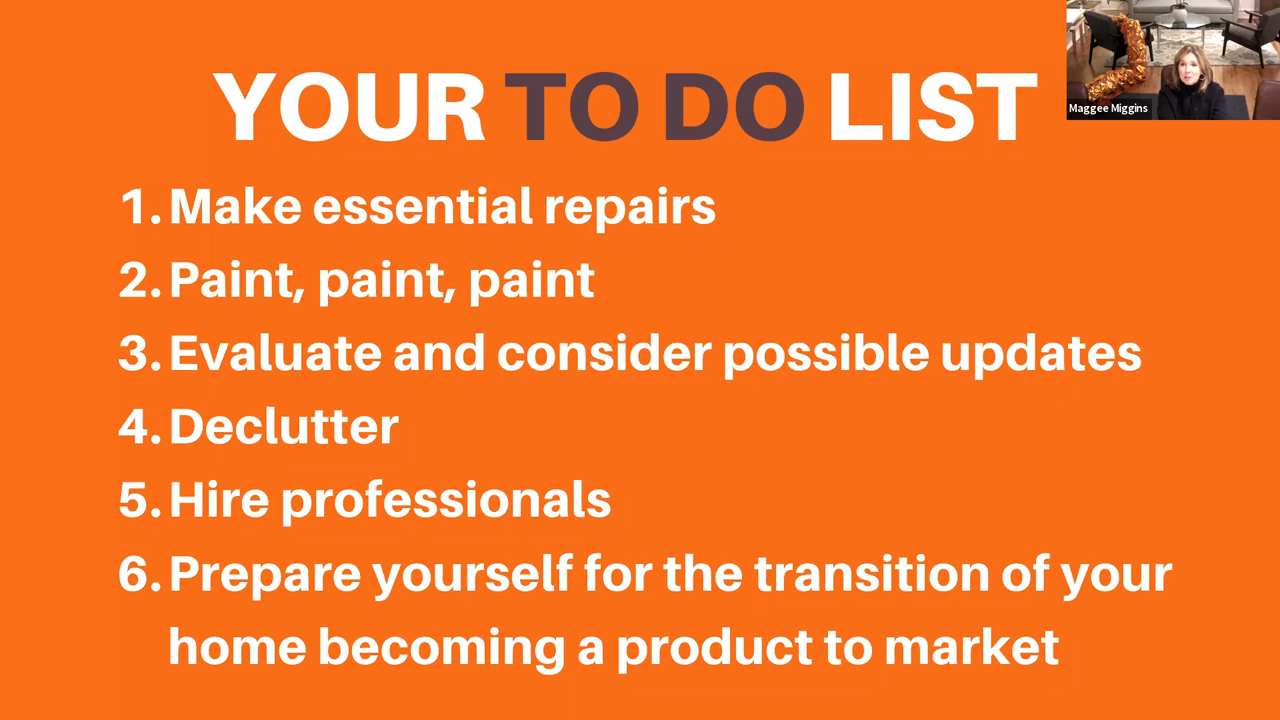 YOUR TO DO LIST
Maggee Miggins
1. Make essential repairs
2. Paint, paint, paint
3. Evaluate and consider possible updates
4. Declutter
5. Hire professionals
6. Prepare yourself for the transition of your
home becoming a product to market